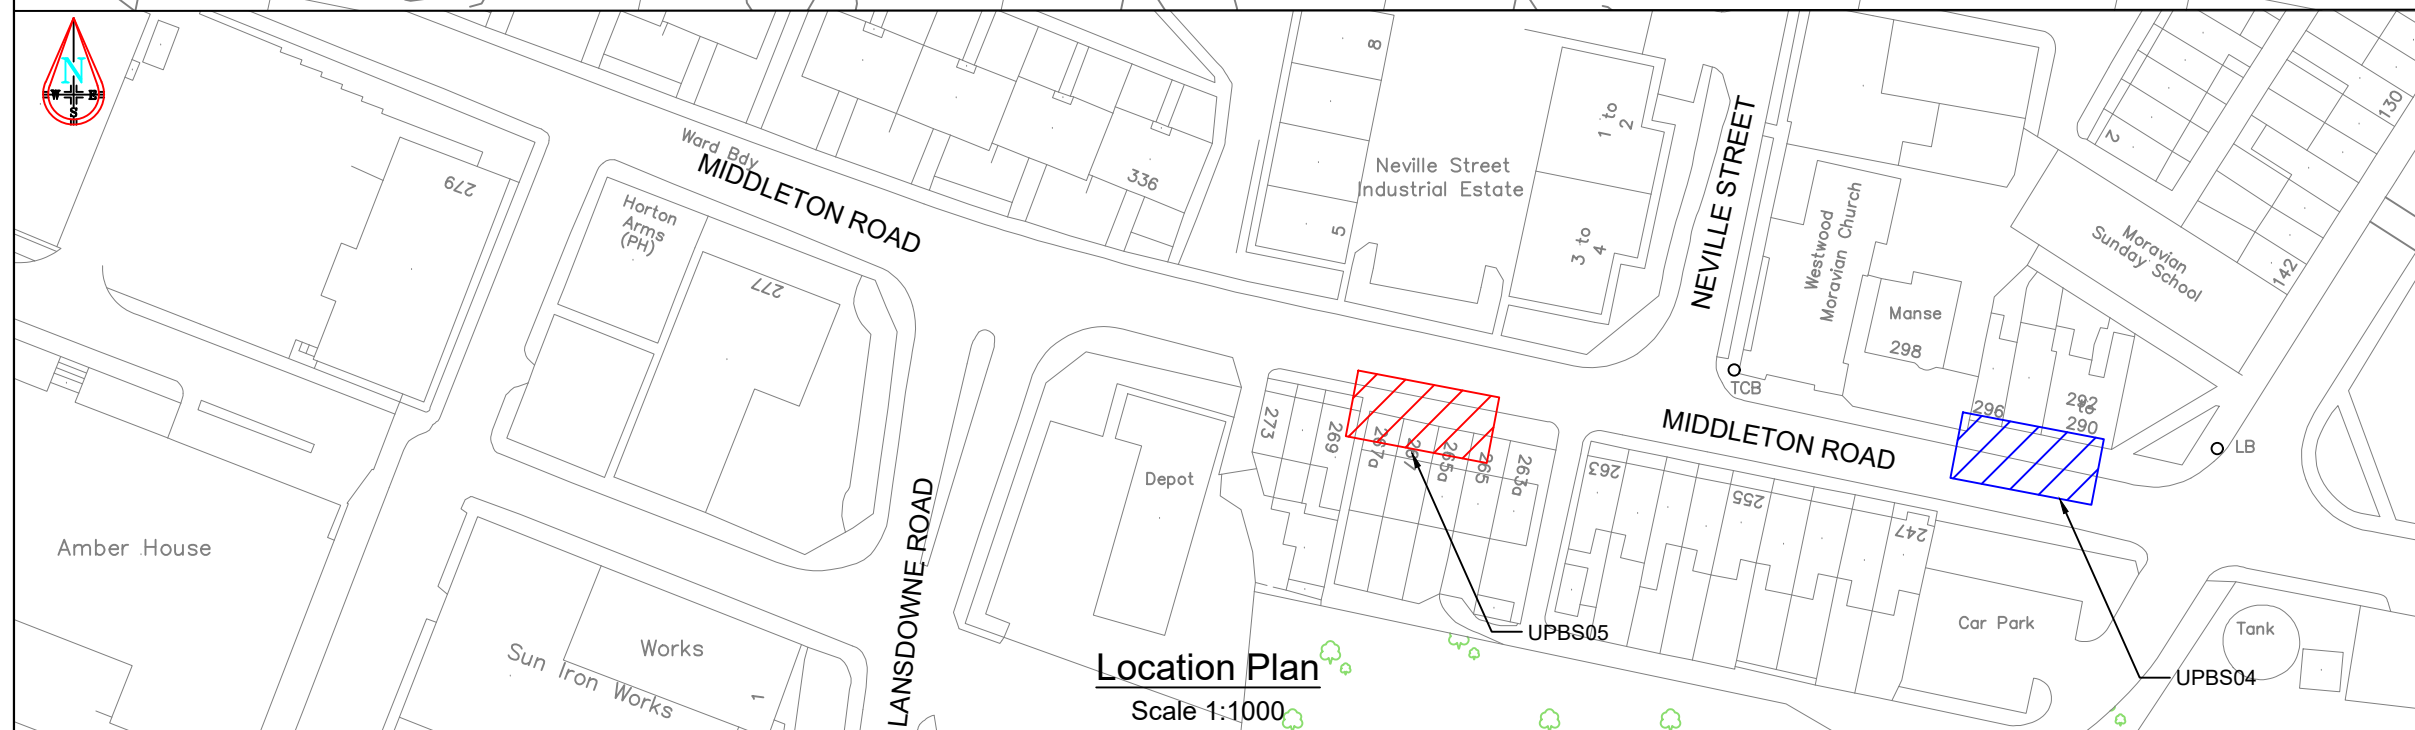 N
W E
S
279
Ward Bdy
MIDDLETON ROAD
Horton
Arms
(PH)
277
336
8
5
Neville Street
Industrial Estate
1 to
2
3 to
4
NEVILLE STREET
Westwood
Moravian Church
Manse
298
2
130
Moravian
Sunday School
142
TCB
296
292
to
290
LB
MIDDLETON ROAD
273
269
267a
267
265a
265
263a
263
255
247
Depot
LANSDOWNE ROAD
Amber House
Works
Sun Iron Works
1
UPBS05
UPBS04
Car Park
Tank
Location Plan
Scale 1:1000